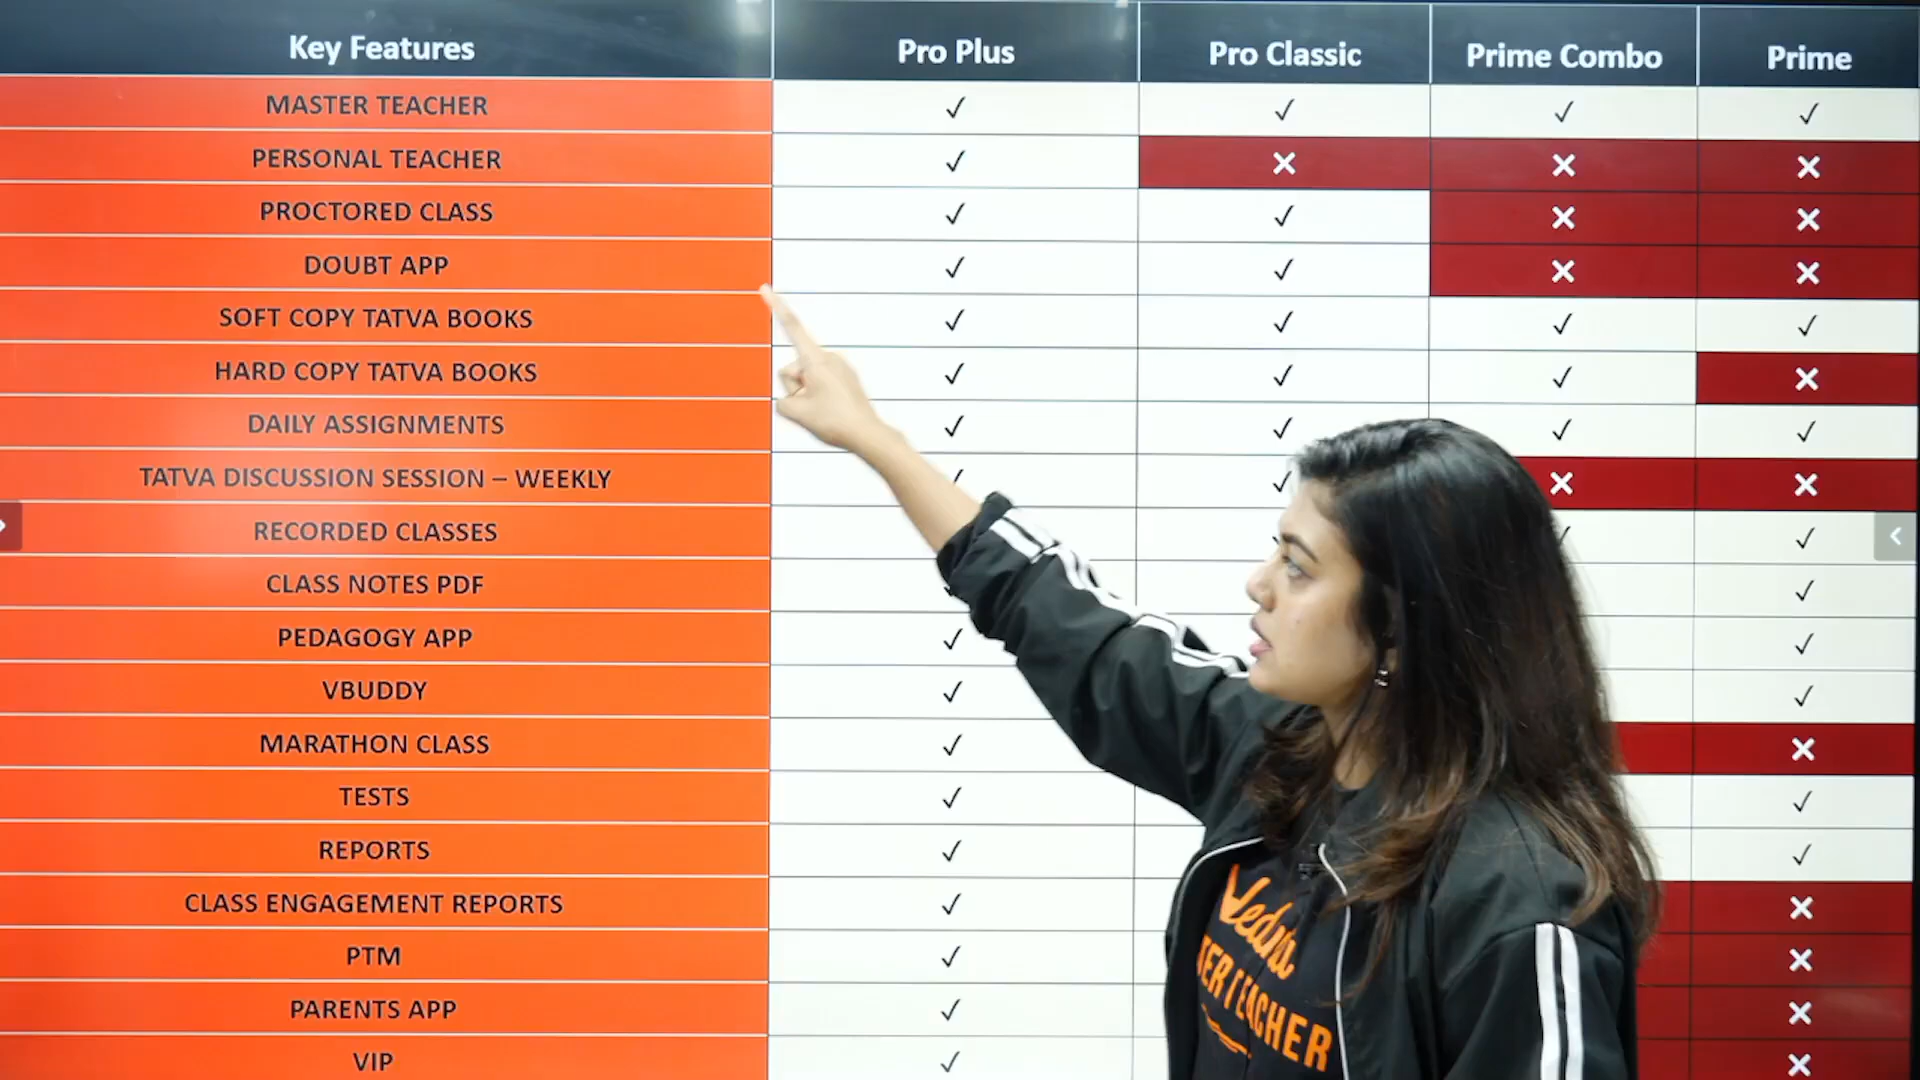 Key Features Pro Plus Pro Classic Prime Combo Prime
MASTER TEACHER ✓ ✓ ✓ ✓
PERSONAL TEACHER ✓ ✕ ✕ ✕
PROCTORED CLASS ✓ ✓ ✕ ✕
DOUBT APP ✓ ✓ ✕ ✕
SOFT COPY TATVA BOOKS ✓ ✓ ✓ ✓
HARD COPY TATVA BOOKS ✓ ✓ ✓ ✕
DAILY ASSIGNMENTS ✓ ✓ ✓ ✓
TATVA DISCUSSION SESSION – WEEKLY ✓ ✓ ✕ ✕
RECORDED CLASSES ✓ ✓
CLASS NOTES PDF ✓
PEDAGOGY APP ✓ ✓
VBUDDY ✓ ✓
MARATHON CLASS ✓ ✕
TESTS ✓ ✓
REPORTS ✓ ✓
CLASS ENGAGEMENT REPORTS ✓ ✕
PTM ✓ ✕
PARENTS APP ✓ ✕
VIP ✓ ✕
TEACHER